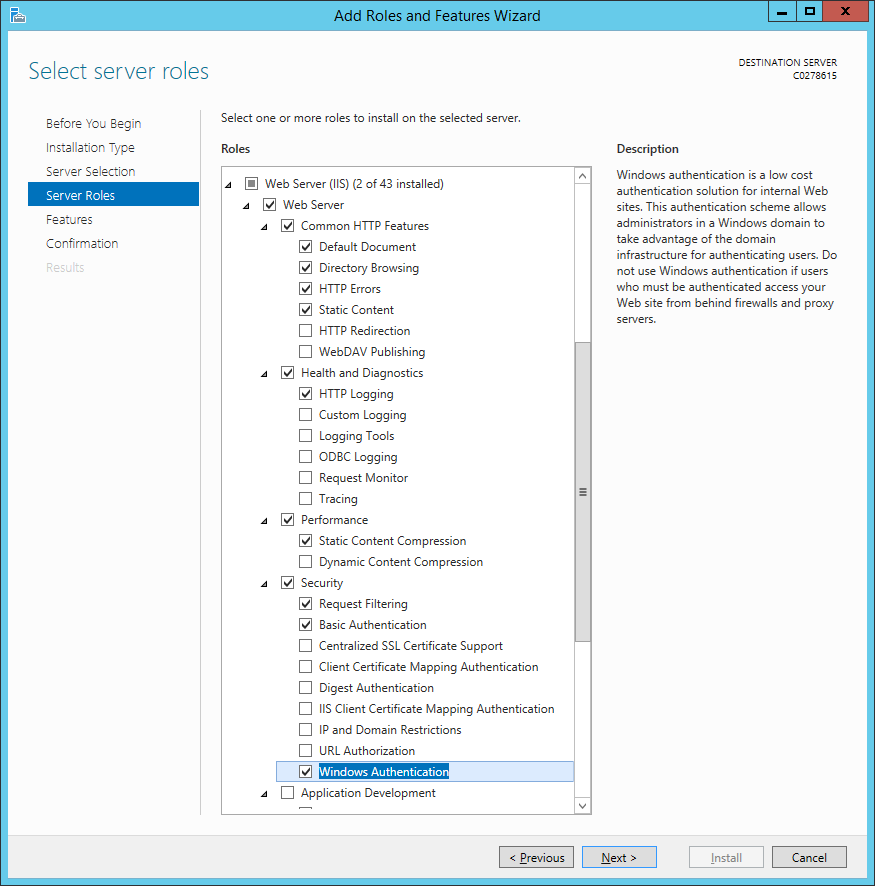 Add Roles and Features Wizard
Select server roles
DESTINATION SERVER
C0278615
Before You Begin
Installation Type
Server Selection
Server Roles
Features
Confirmation
Results
Select one or more roles to install on the selected server.
Roles
Web Server (IIS) (2 of 43 installed)
Web Server
Common HTTP Features
Default Document
Directory Browsing
HTTP Errors
Static Content
HTTP Redirection
WebDAV Publishing
Health and Diagnostics
HTTP Logging
Custom Logging
Logging Tools
ODBC Logging
Request Monitor
Tracing
Performance
Static Content Compression
Dynamic Content Compression
Security
Request Filtering
Basic Authentication
Centralized SSL Certificate Support
Client Certificate Mapping Authentication
Digest Authentication
IIS Client Certificate Mapping Authentication
IP and Domain Restrictions
URL Authorization
Windows Authentication
Application Development
Description
Windows authentication is a low cost
authentication solution for internal Web
sites. This authentication scheme allows
administrators in a Windows domain to
take advantage of the domain
infrastructure for authenticating users. Do
not use Windows authentication if users
who must be authenticated access your
Web site from behind firewalls and proxy
servers.
< Previous
Next >
Install
Cancel